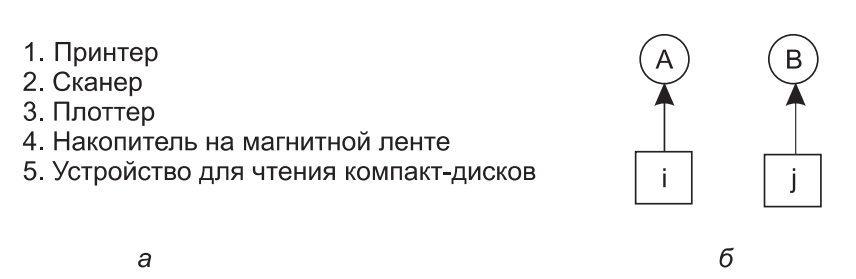 1. Принтер
2. Сканер
3. Плоттер
4. Накопитель на магнитной ленте
5. Устройство для чтения компакт-дисков
A B
i j
а б